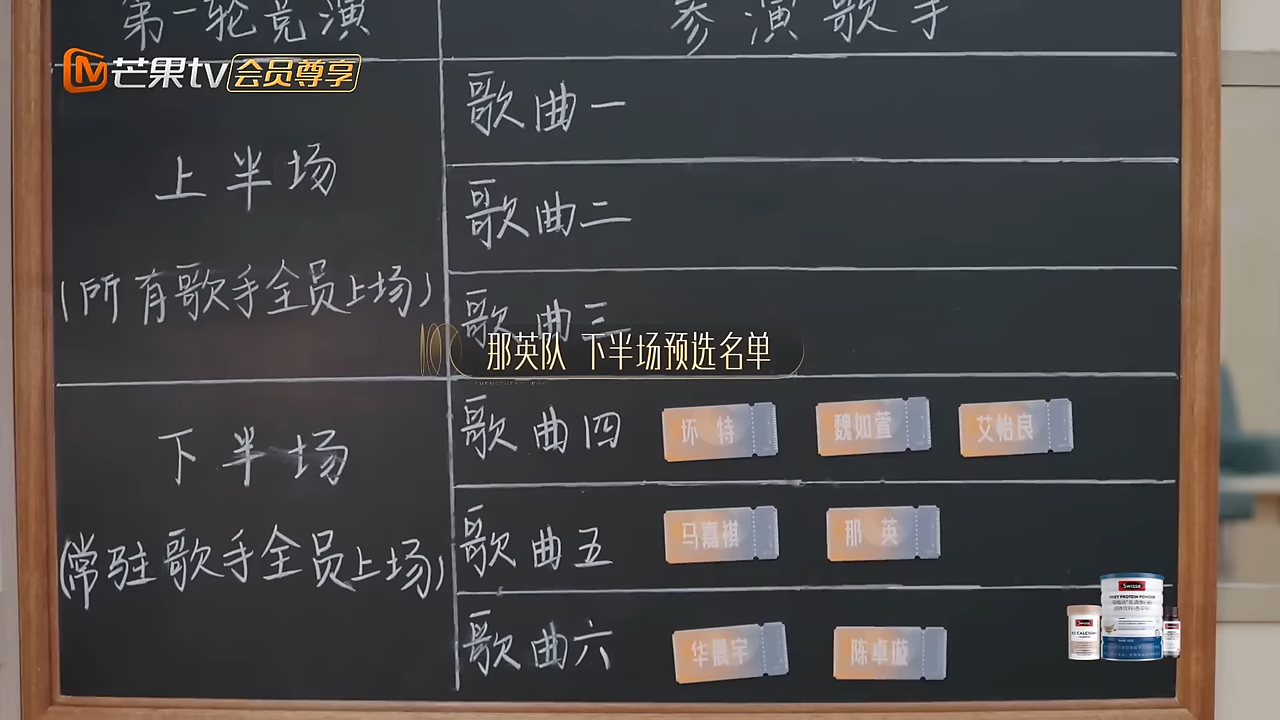 第一轮竞演 参演歌手
芒果tv 会员尊享
歌曲一
上半场
歌曲二
(所有歌手全员上场)
歌曲三
那英队 下半场预选名单
歌曲四 坏特 魏如萱 艾怡良
下半场
歌曲五 马嘉祺 那英
(常驻歌手全员上场)
歌曲六 华晨宇 陈卓璇
Swisse
WHEY PROTEIN POWDER